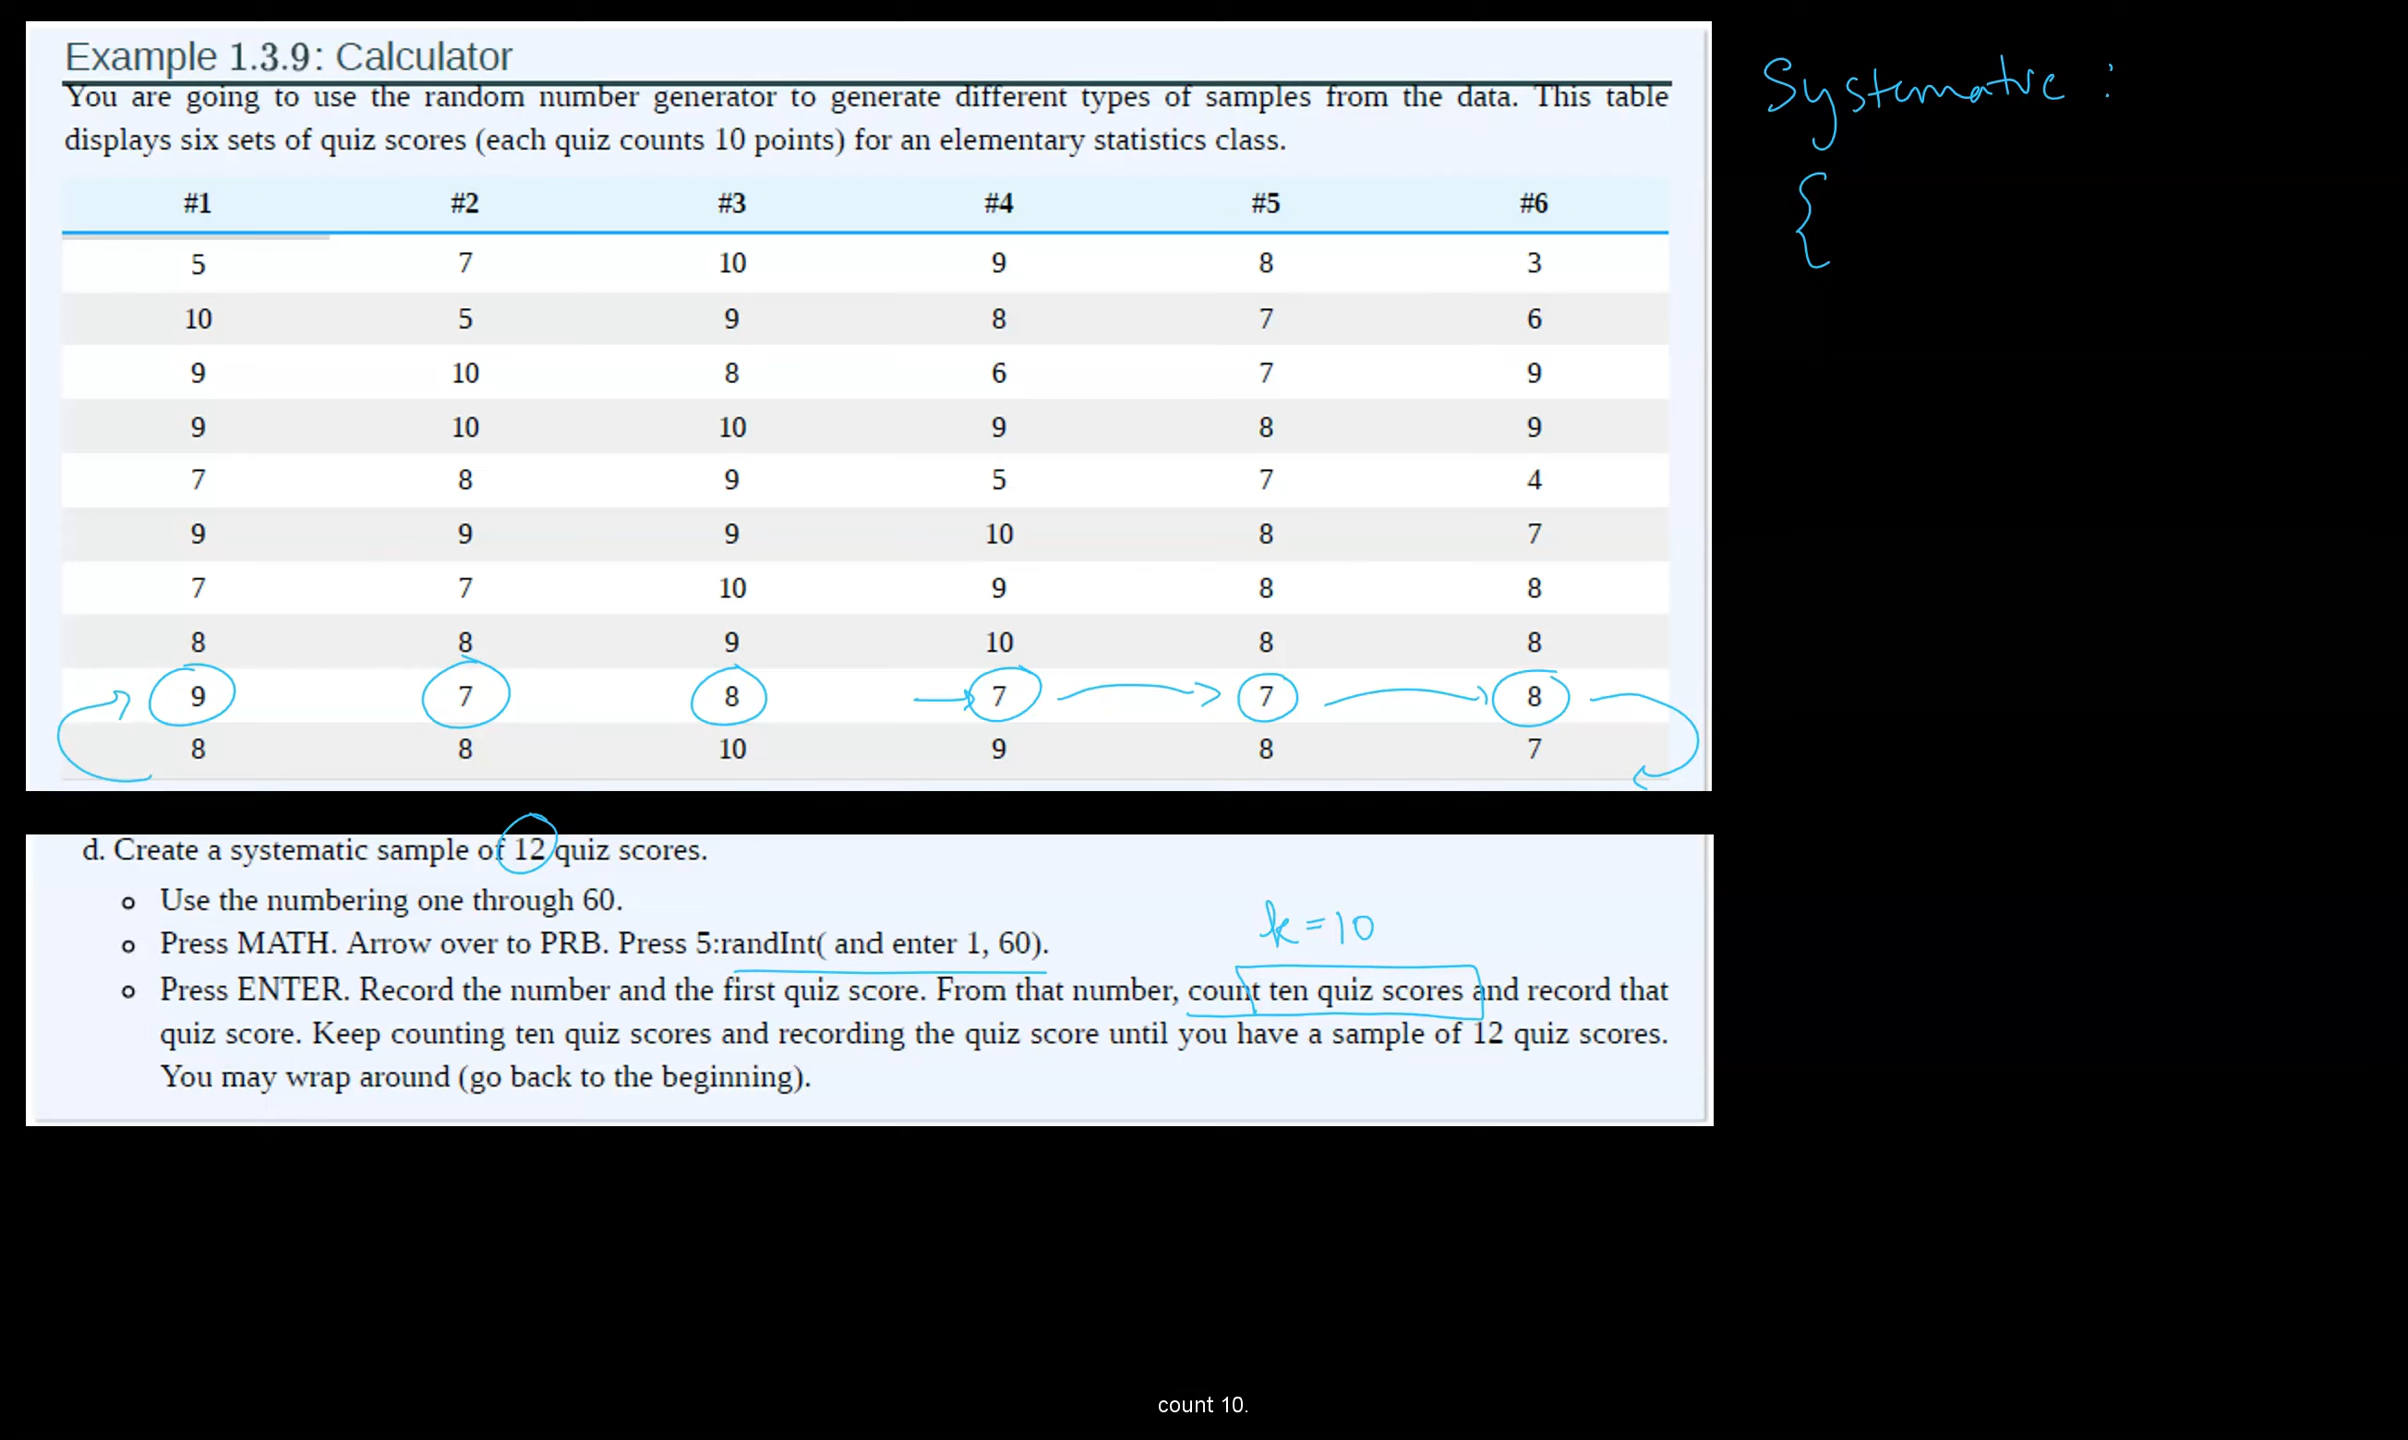 Example 1.3.9: Calculator
Systematic :
You are going to use the random number generator to generate different types of samples from the data. This table
displays six sets of quiz scores (each quiz counts 10 points) for an elementary statistics class.
{
#1 #2 #3 #4 #5 #6
5 7 10 9 8 3
10 5 9 8 7 6
9 10 8 6 7 9
9 10 10 9 8 9
7 8 9 5 7 4
9 9 9 10 8 7
7 7 10 9 8 8
8 8 9 10 8 8
9 7 8 7 7 8
8 8 10 9 8 7
d. Create a systematic sample of 12 quiz scores.
Use the numbering one through 60.
k = 10
Press MATH. Arrow over to PRB. Press 5:randInt( and enter 1, 60).
Press ENTER. Record the number and the first quiz score. From that number, count ten quiz scores and record that
quiz score. Keep counting ten quiz scores and recording the quiz score until you have a sample of 12 quiz scores.
You may wrap around (go back to the beginning).
count 10.